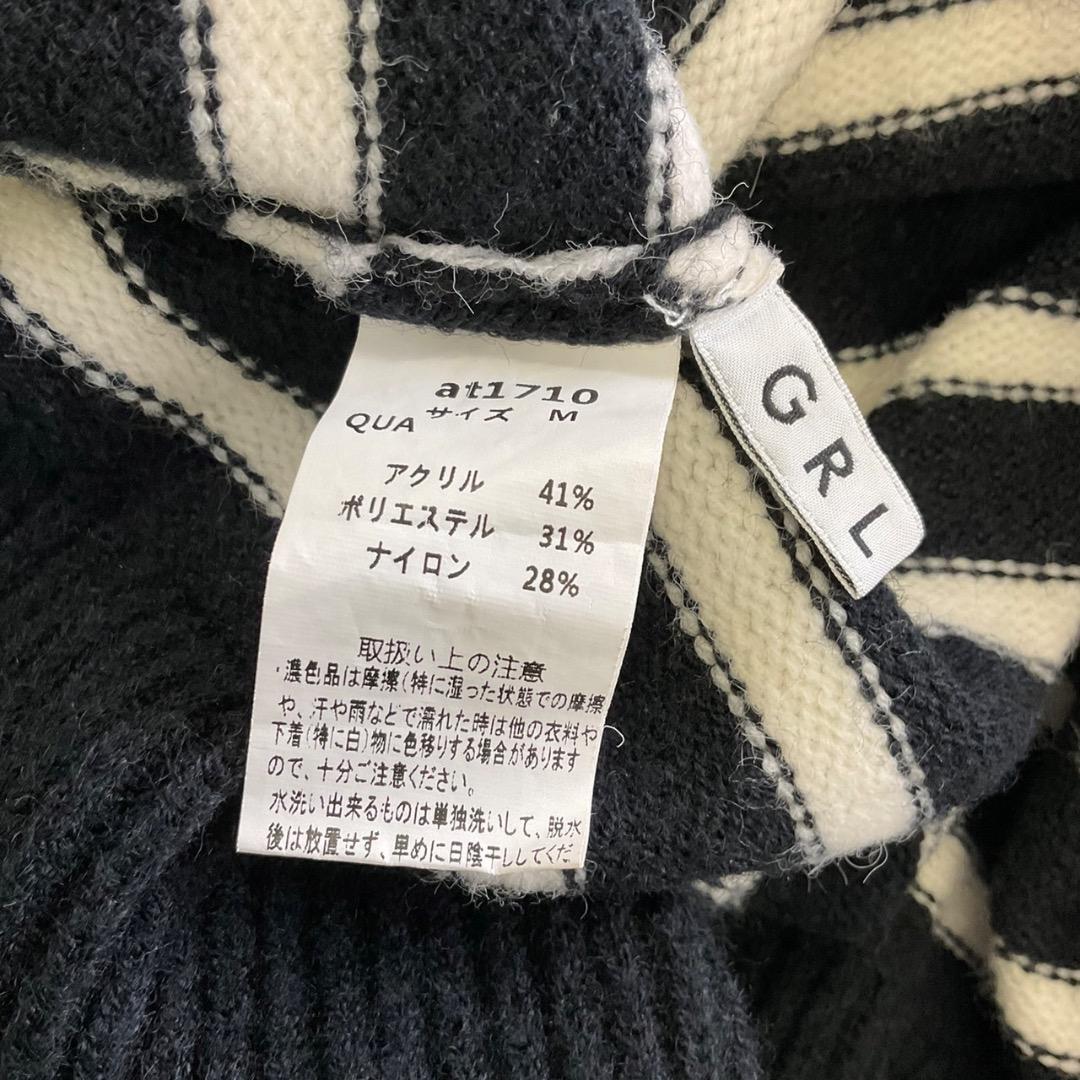 at1710
サイズ M
QUA
アクリル 41%
ポリエステル 31%
ナイロン 28%
取扱い上の注意
・濃色品は摩擦(特に湿った状態での摩擦
や、汗や雨などで濡れた時は他の衣料や
下着(特に白)物に色移りする場合があります
ので、十分ご注意ください。
水洗い出来るものは単独洗いして、脱水
後は放置せず、早めに日陰干ししてくだ
GRL